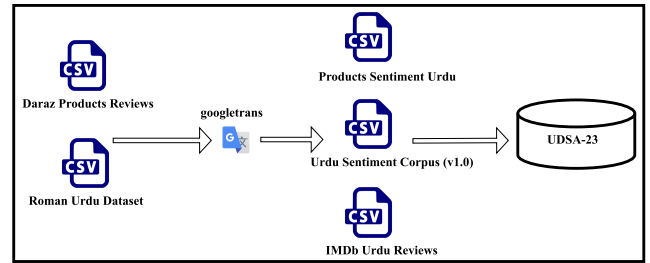 CSV
Daraz Products Reviews
CSV
Roman Urdu Dataset
googletrans
G 文
CSV
Products Sentiment Urdu
CSV
Urdu Sentiment Corpus (v1.0)
CSV
IMDb Urdu Reviews
UDSA-23